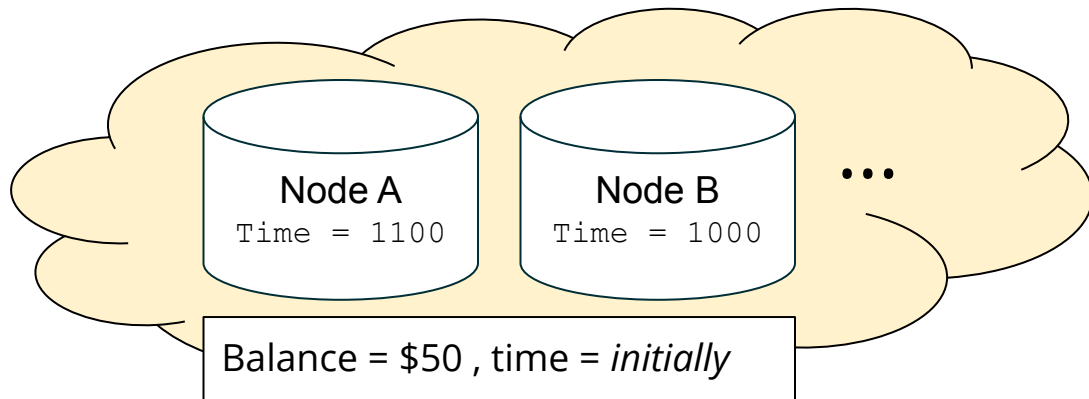 Node A
Time = 1100
Node B
Time = 1000
...
Balance = $50 , time = initially